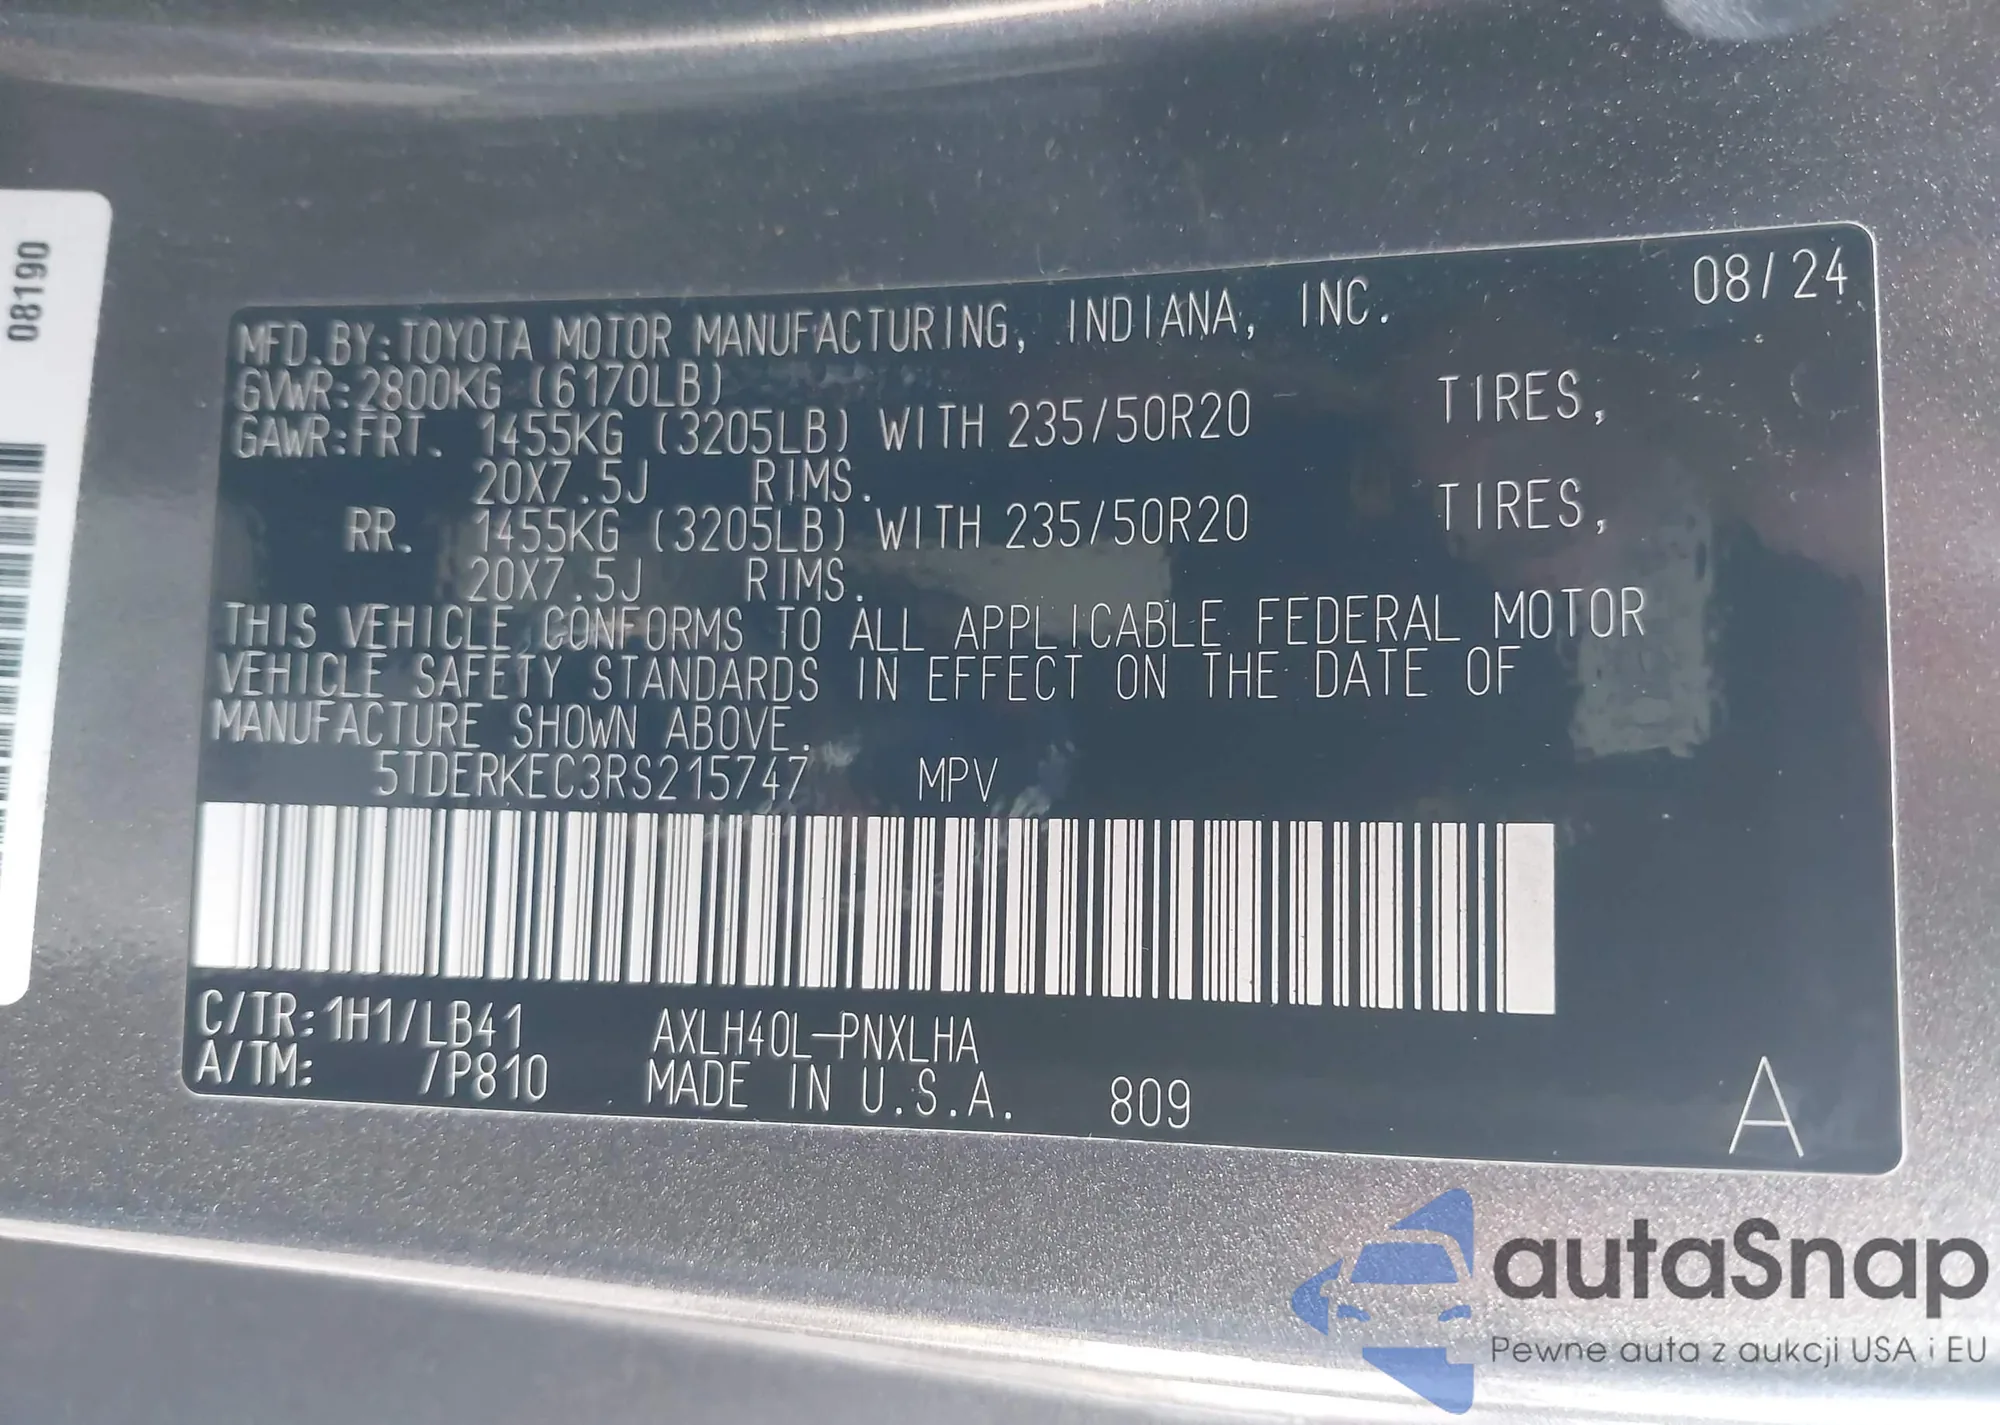 08190
08/24
MFD.BY:TOYOTA MOTOR MANUFACTURING, INDIANA, INC.
GVWR:2800KG (6170LB)
GAWR:FRT. 1455KG (3205LB) WITH 235/50R20 TIRES,
20X7.5J RIMS.
RR. 1455KG (3205LB) WITH 235/50R20 TIRES,
20X7.5J RIMS.
THIS VEHICLE CONFORMS TO ALL APPLICABLE FEDERAL MOTOR
VEHICLE SAFETY STANDARDS IN EFFECT ON THE DATE OF
MANUFACTURE SHOWN ABOVE.
5TDERKEC3RS215747 MPV
C/TR:1H1/LB41 AXLH40L-PNXLHA
A/TM: /P810 MADE IN U.S.A. 809
A
autaSnap
Pewne auta z aukcji USA i EU